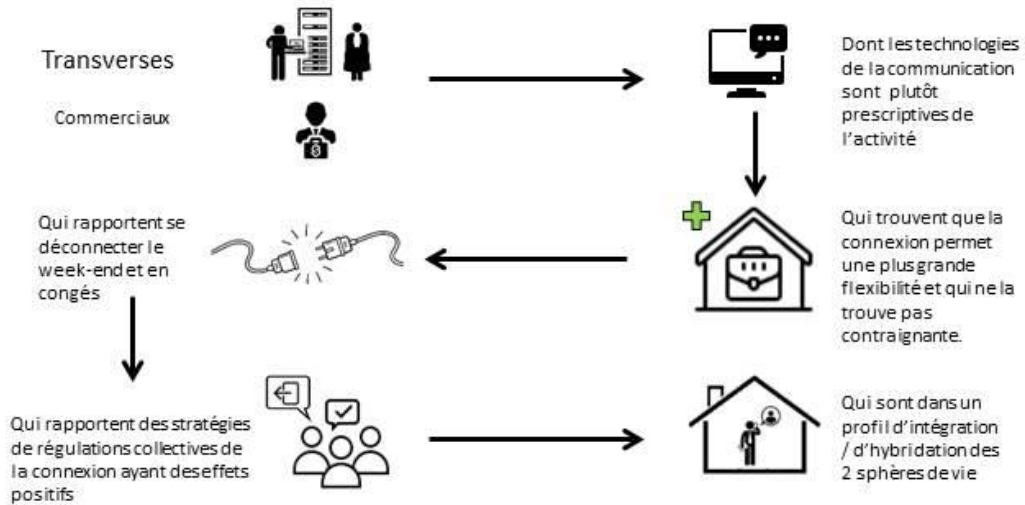 Transverses
Commerciaux
Dont les technologies
de la communication
sont plutôt
prescriptives de
l'activité
Qui trouvent que la
connexion permet
une plus grande
flexibilité et qui ne la
trouve pas
contraignante.
Qui rapportent se
déconnecter le
week-end et en
congés
Qui rapportent des stratégies
de régulations collectives de
la connexion ayant des effets
positifs
Qui sont dans un
profil d'intégration
/ d'hybridation des
2 sphères de vie